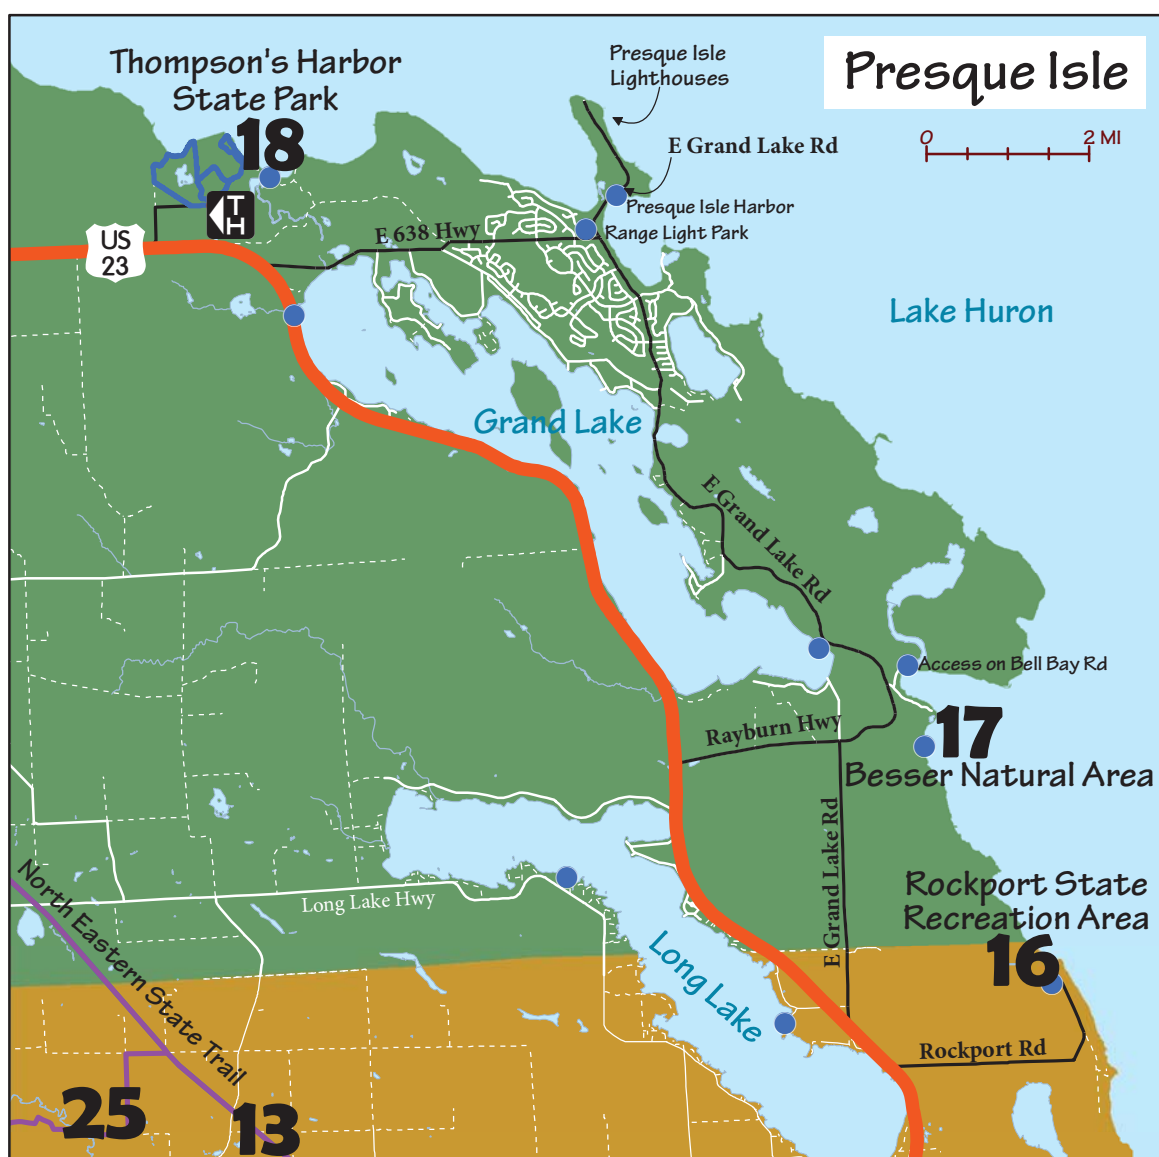 Thompson's Harbor
State Park
18
Presque Isle
Lighthouses
Presque Isle
0 2 MI
E Grand Lake Rd
Presque Isle Harbor
Range Light Park
TH
US
23
E 638 Hwy
Lake Huron
Grand Lake
E Grand Lake Rd
Access on Bell Bay Rd
17
Besser Natural Area
Rayburn Hwy
E Grand Lake Rd
Rockport State
Recreation Area
16
Long Lake Hwy
North Eastern State Trail
Long Lake
Rockport Rd
25
13